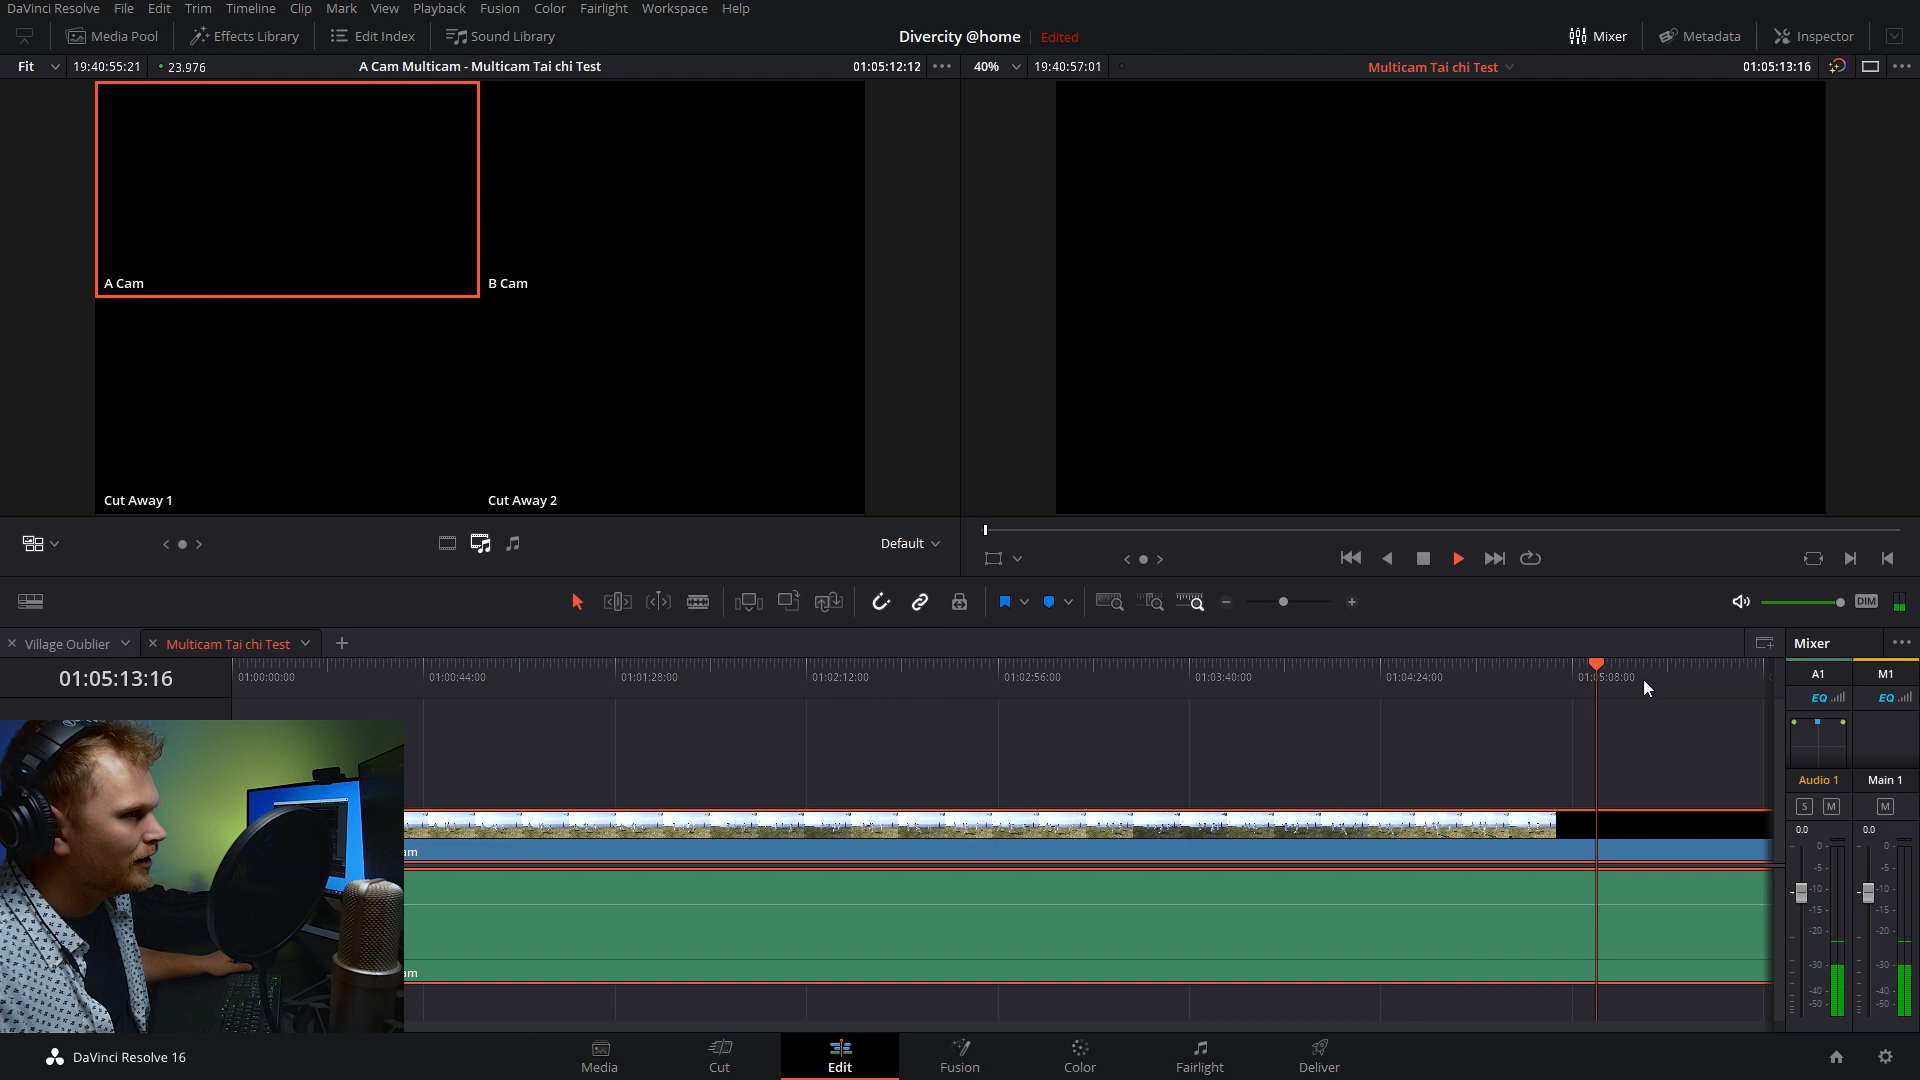 DaVinci Resolve File Edit Trim Timeline Clip Mark View Playback Fusion Color Fairlight Workspace Help
Media Pool Effects Library Edit Index Sound Library Divercity @home Edited Mixer Metadata Inspector
Fit 19:40:55:21 23.976 A Cam Multicam - Multicam Tai chi Test 01:05:12:12 40% 19:40:57:01 Multicam Tai chi Test 01:05:13:16
A Cam B Cam
Cut Away 1 Cut Away 2
Default
DIM
Village Oublier Multicam Tai chi Test Mixer
01:05:13:16
01:00:00:00 01:00:44:00 01:01:28:00 01:02:12:00 01:02:56:00 01:03:40:00 01:04:24:00 01:05:08:00
A1 M1
EQ EQ
Audio 1 Main 1
S M M
0.0 0.0
0 0
-5 -5
-10 -10
-15 -15
-20 -20
-30 -30
-40 -40
-50 -50
am
am
DaVinci Resolve 16
Media Cut Edit Fusion Color Fairlight Deliver